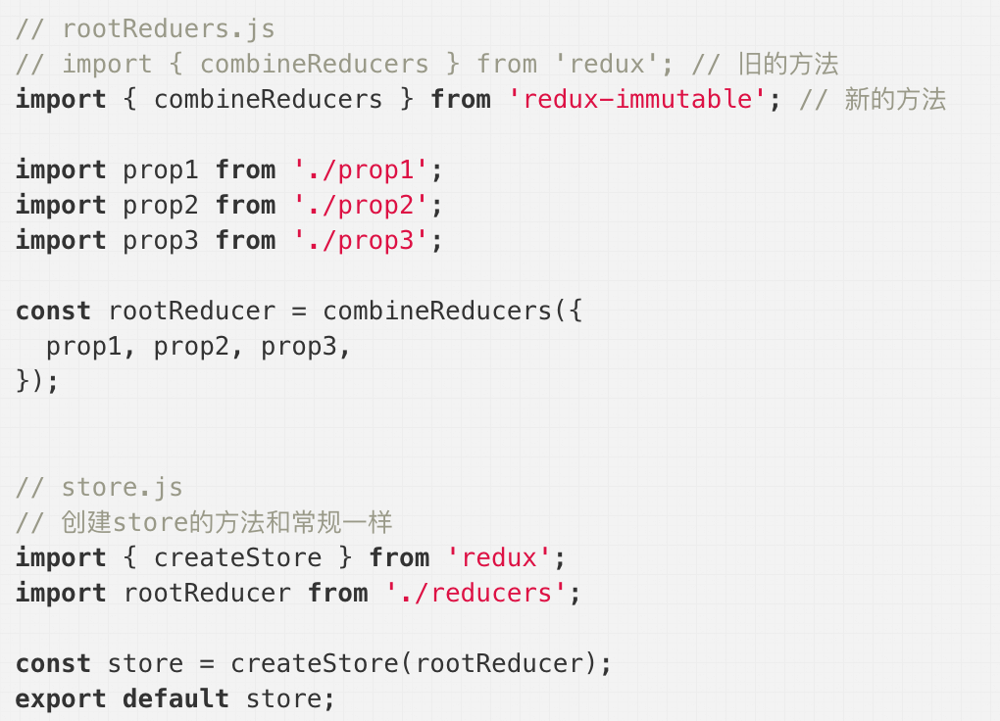 // rootReduers.js
// import { combineReducers } from 'redux'; // 旧的方法
import { combineReducers } from 'redux-immutable'; // 新的方法
import prop1 from './prop1';
import prop2 from './prop2';
import prop3 from './prop3';
const rootReducer = combineReducers({
  prop1, prop2, prop3,
});
// store.js
// 创建store的方法和常规一样
import { createStore } from 'redux';
import rootReducer from './reducers';
const store = createStore(rootReducer);
export default store;